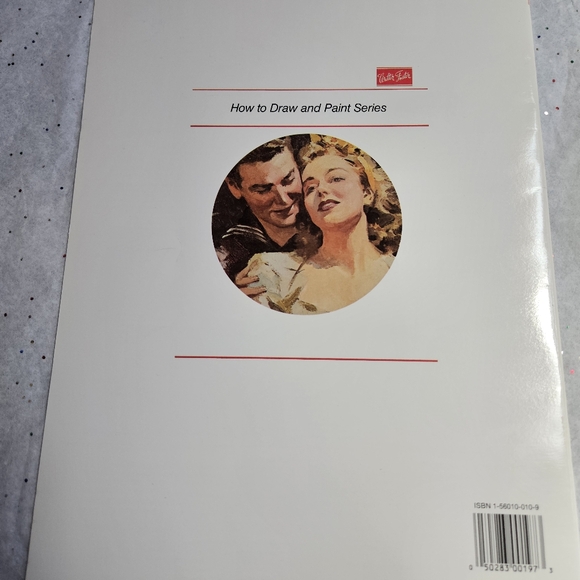 Walter Foster
How to Draw and Paint Series
ISBN 1-56010-010-9
0 50283 00197 3